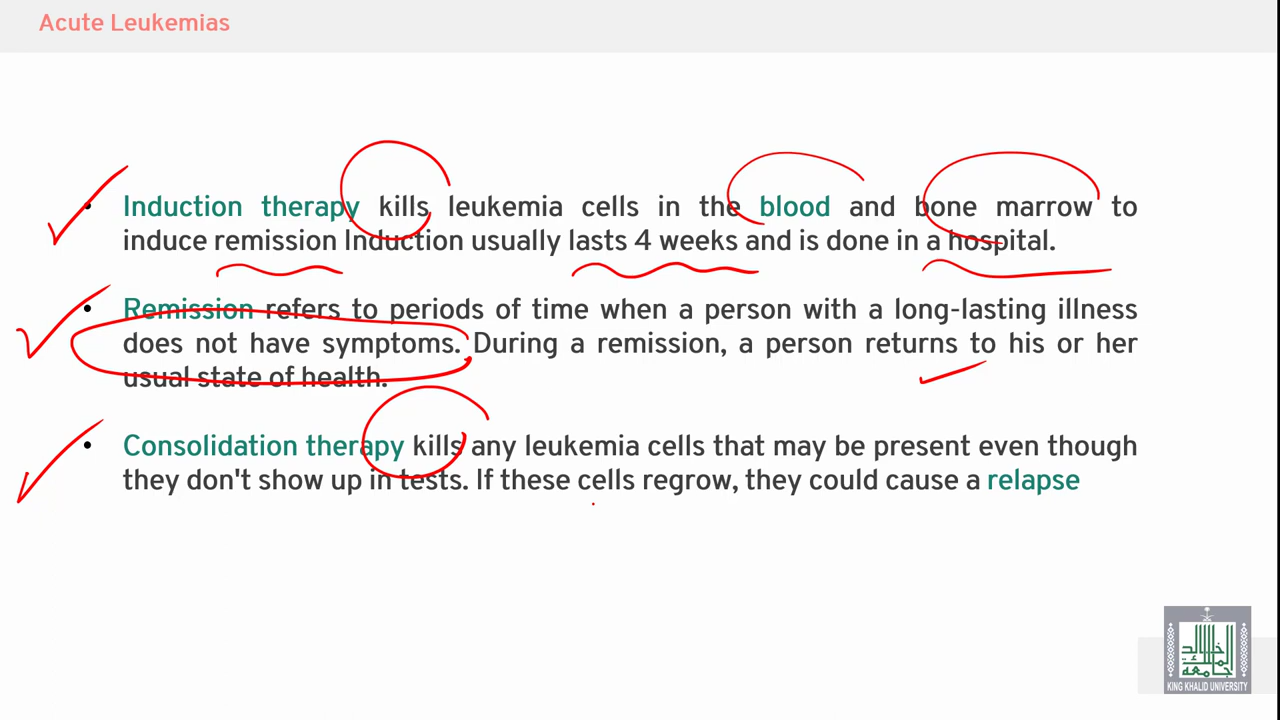 Acute Leukemias
• Induction therapy kills leukemia cells in the blood and bone marrow to
induce remission Induction usually lasts 4 weeks and is done in a hospital.
• Remission refers to periods of time when a person with a long-lasting illness
does not have symptoms. During a remission, a person returns to his or her
usual state of health.
• Consolidation therapy kills any leukemia cells that may be present even though
they don't show up in tests. If these cells regrow, they could cause a relapse
جامعة الملك خالد
KING KHALID UNIVERSITY